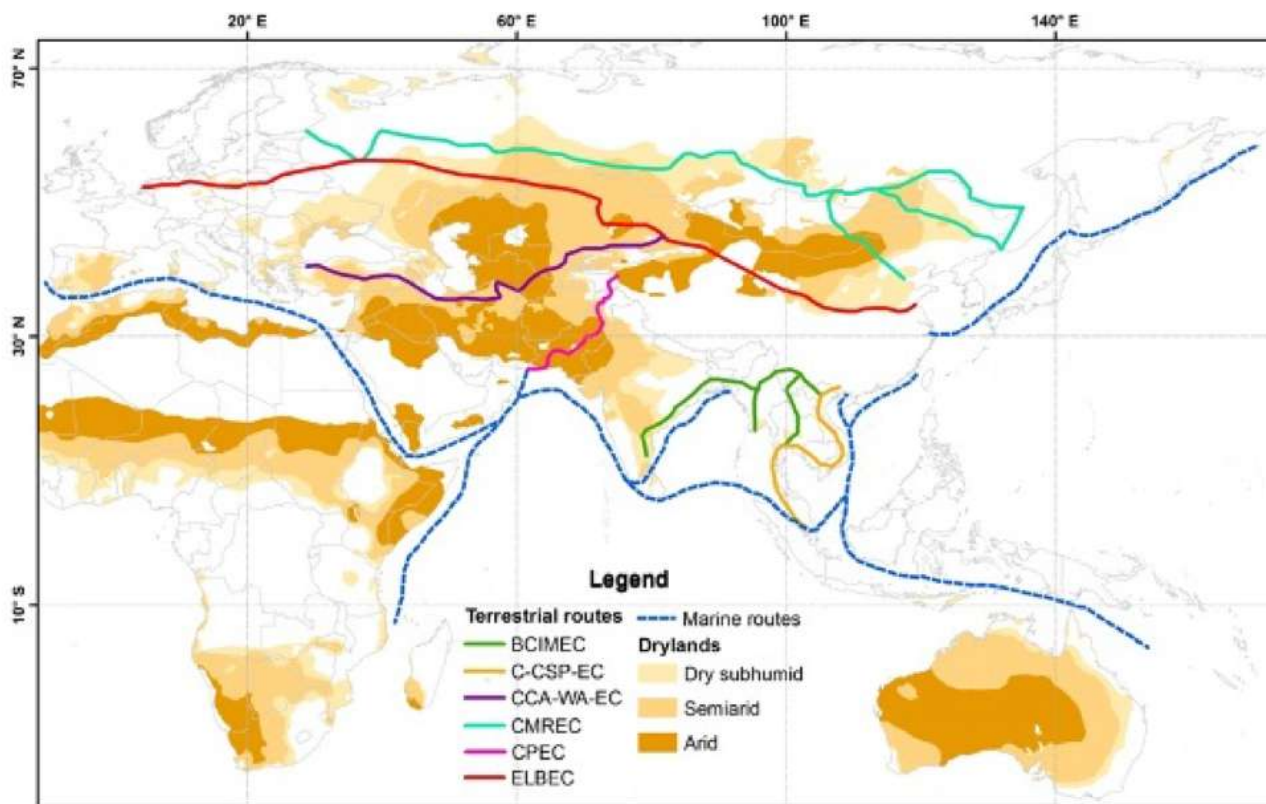 20° E 60° E 100° E 140° E
70° N
30° N
10° S
Legend
Terrestrial routes
BCIMEC
C-CSP-EC
CCA-WA-EC
CMREC
CPEC
ELBEC
Marine routes
Drylands
Dry subhumid
Semiarid
Arid